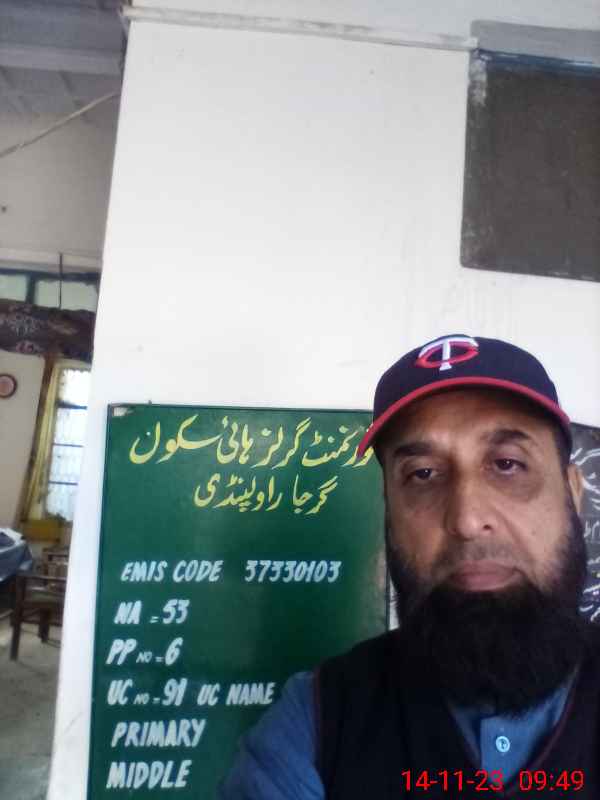 گورنمنٹ گرلز ہائی سکول
گرجا راولپنڈی
EMIS CODE 37330103
NA = 53
PP NO = 6
UC NO = 91 UC NAME
PRIMARY
MIDDLE
14-11-23 09:49